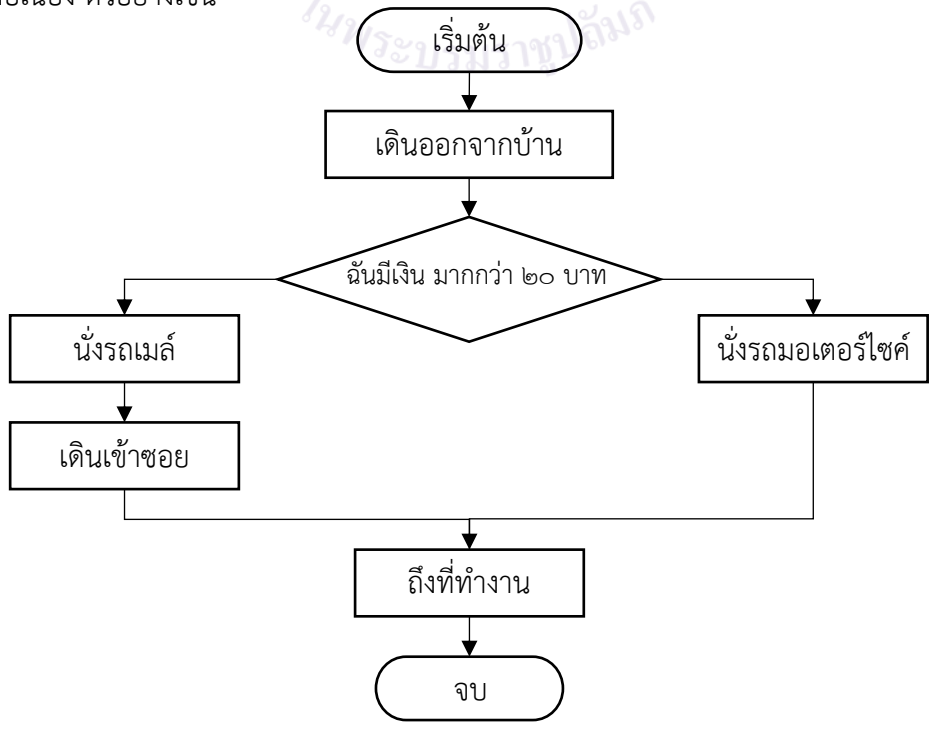 เริ่มต้น
เดินออกจากบ้าน
ฉันมีเงิน มากกว่า ๒๐ บาท
นั่งรถเมล์
นั่งรถมอเตอร์ไซค์
เดินเข้าซอย
ถึงที่ทำงาน
จบ